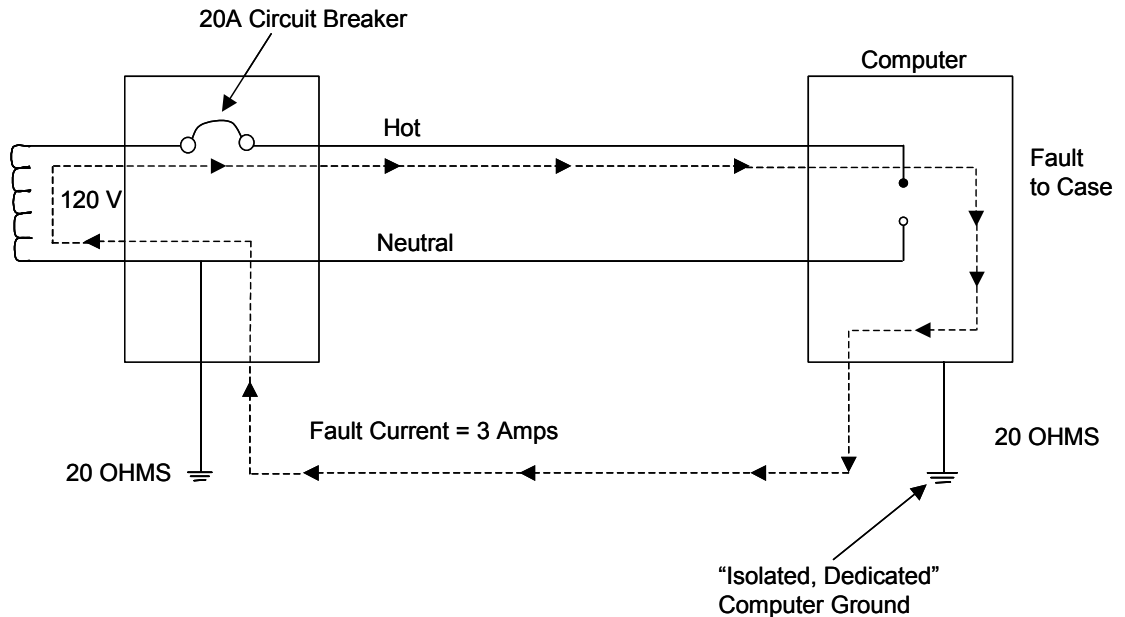 20A Circuit Breaker
Computer
Hot
Fault
to Case
120 V
Neutral
Fault Current = 3 Amps
20 OHMS
20 OHMS
“Isolated, Dedicated”
Computer Ground